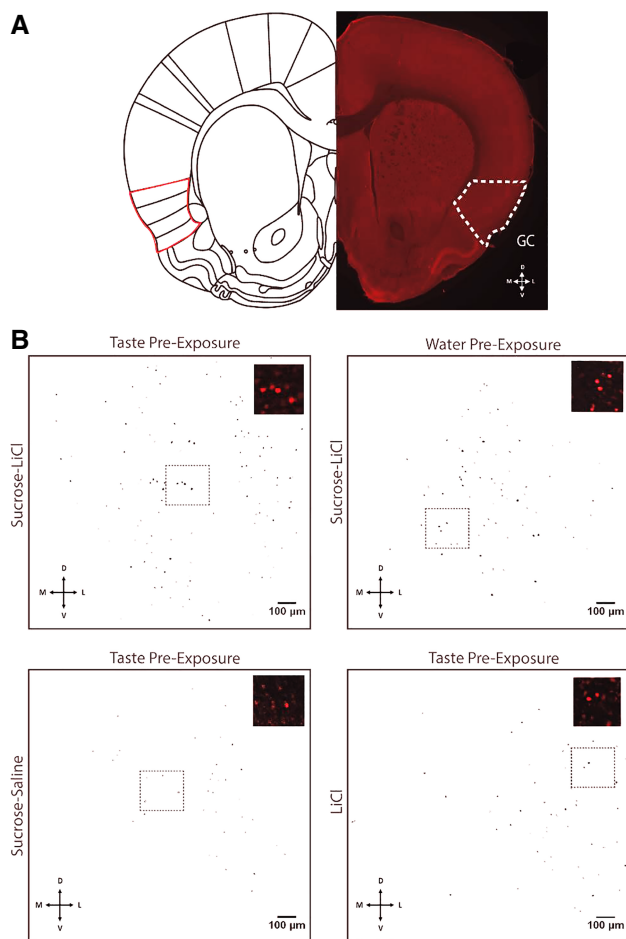 A
GC
D
M L
V
B
Taste Pre-Exposure
Sucrose-LiCl
D
M L
V
100 µm
Water Pre-Exposure
Sucrose-LiCl
D
M L
V
100 µm
Taste Pre-Exposure
Sucrose-Saline
D
M L
V
100 µm
Taste Pre-Exposure
LiCl
D
M L
V
100 µm